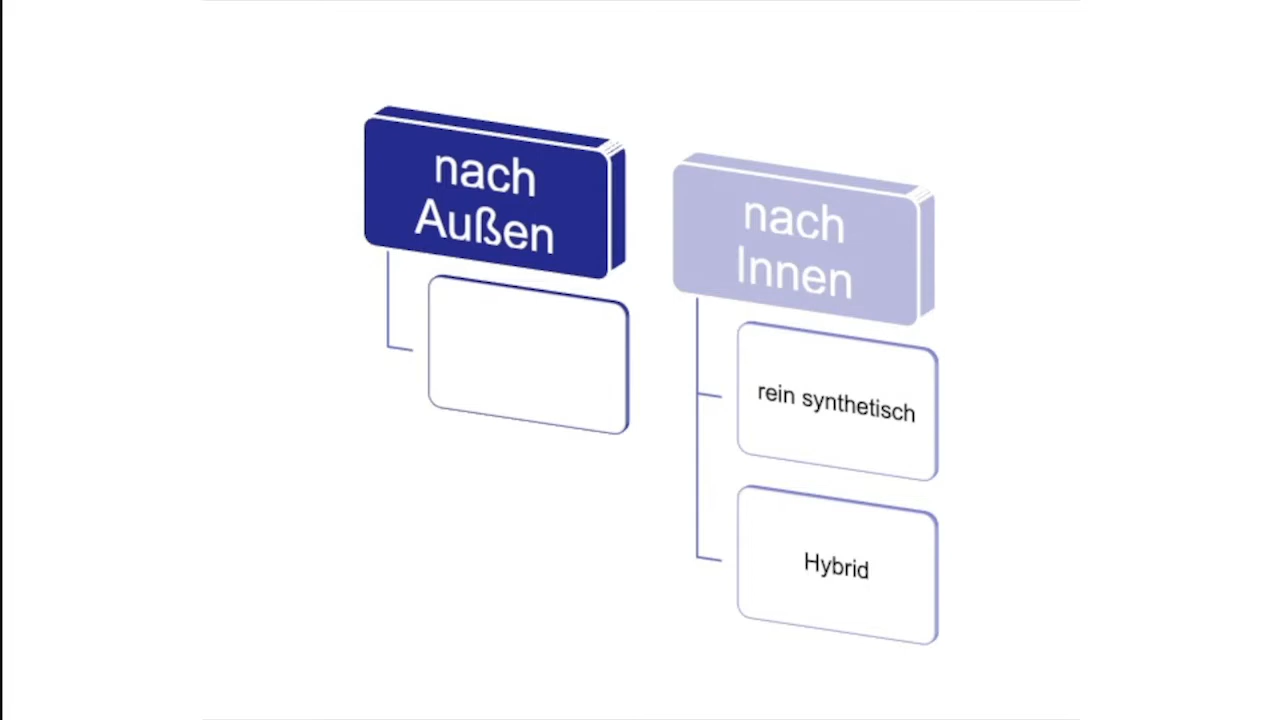 nach
Außen
nach
Innen
rein synthetisch
Hybrid